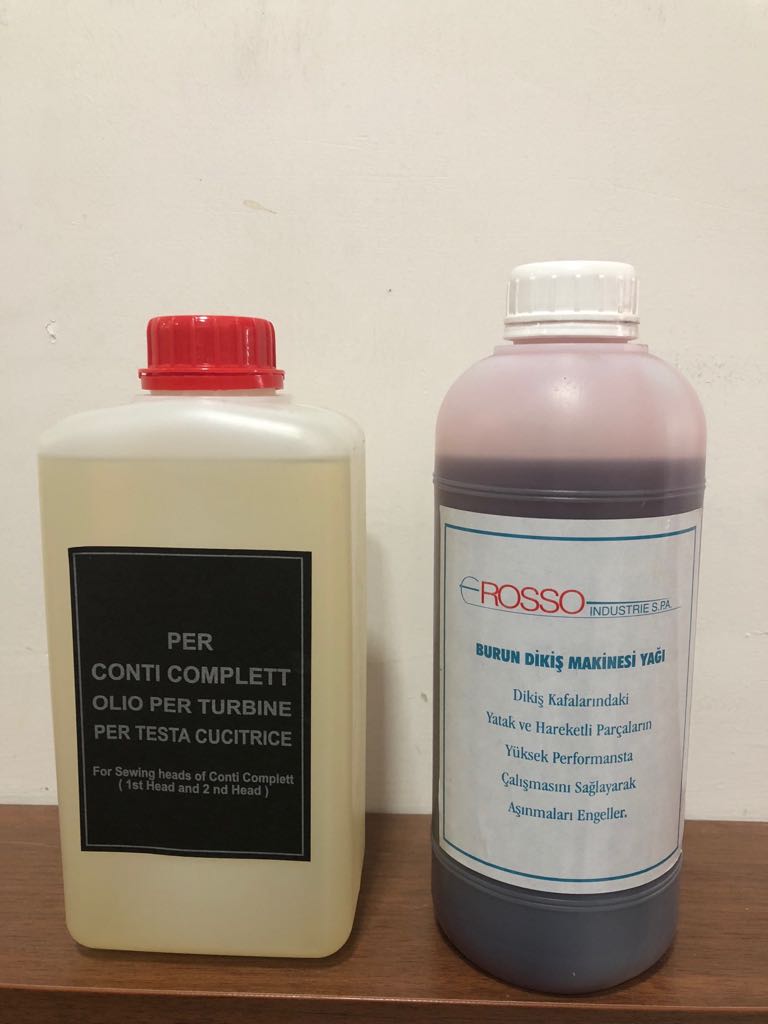 PER
CONTI COMPLETT
OLIO PER TURBINE
PER TESTA CUCITRICE
For Sewing heads of Conti Complett
( 1st Head and 2 nd Head )
ROSSO INDUSTRIE S.P.A.
BURUN DİKİŞ MAKİNESİ YAĞI
Dikiş Kafalarındaki
Yatak ve Hareketli Parçaların
Yüksek Performansta
Çalışmasını Sağlayarak
Aşınmaları Engeller.